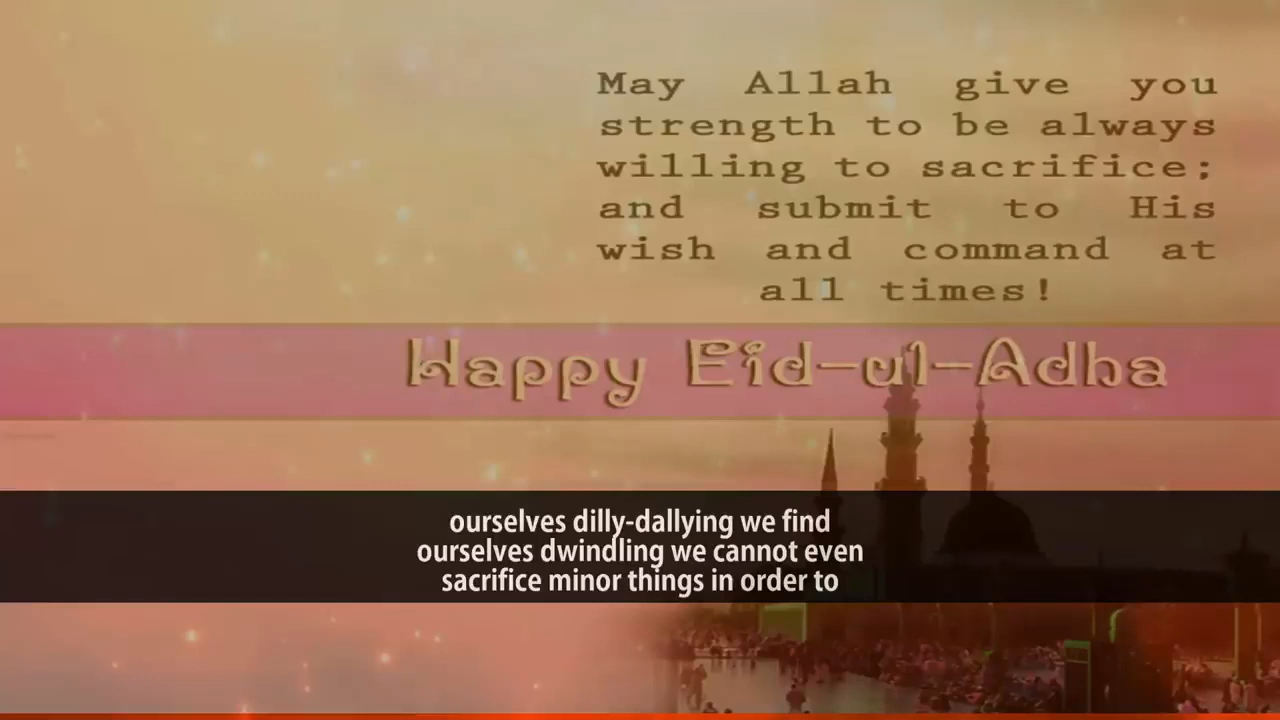 May Allah give you
strength to be always
willing to sacrifice;
and submit to His
wish and command at
all times!
Happy Eid-ul-Adha
ourselves dilly-dallying we find
ourselves dwindling we cannot even
sacrifice minor things in order to